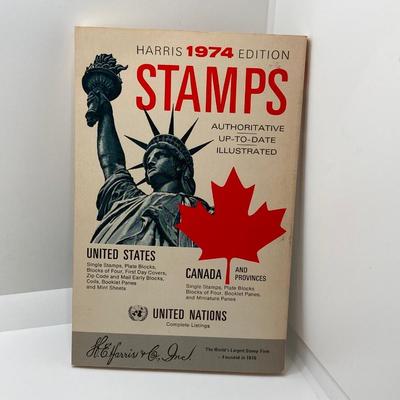 HARRIS 1974 EDITION
STAMPS
AUTHORITATIVE
UP-TO-DATE
ILLUSTRATED
UNITED STATES
Single Stamps, Plate Blocks,
Blocks of Four, First Day Covers,
Zip Code and Mail Early Blocks,
Coils, Booklet Panes
and Mint Sheets
CANADA AND PROVINCES
Single Stamps, Plate Blocks
Blocks of Four, Booklet Panes,
and Miniature Panes
UNITED NATIONS
Complete Listings
H.E. Harris & Co., Inc.
The World's Largest Stamp Firm
– Founded in 1916